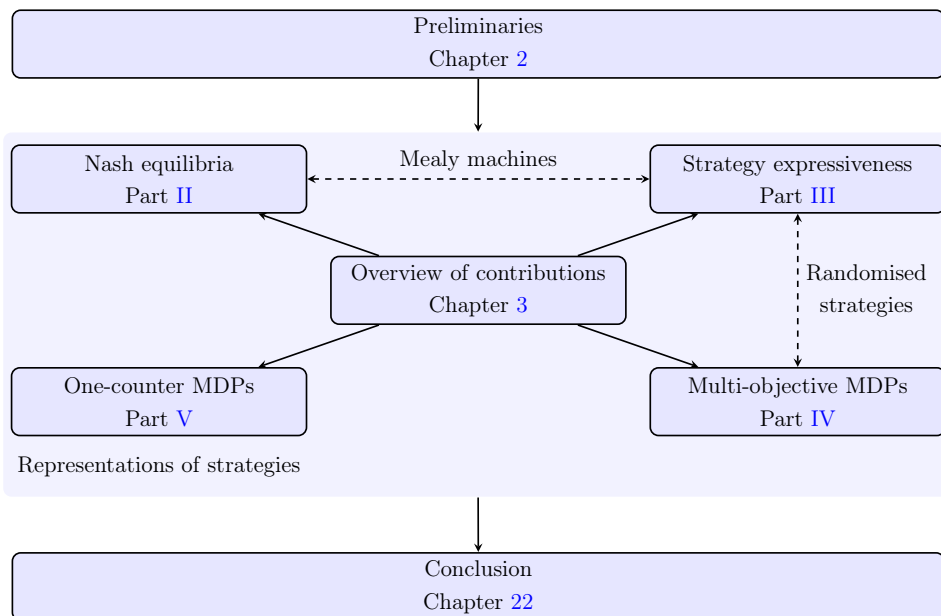 Preliminaries
Chapter 2
Nash equilibria
Part II
Mealy machines
Strategy expressiveness
Part III
Overview of contributions
Chapter 3
Randomised
strategies
One-counter MDPs
Part V
Multi-objective MDPs
Part IV
Representations of strategies
Conclusion
Chapter 22